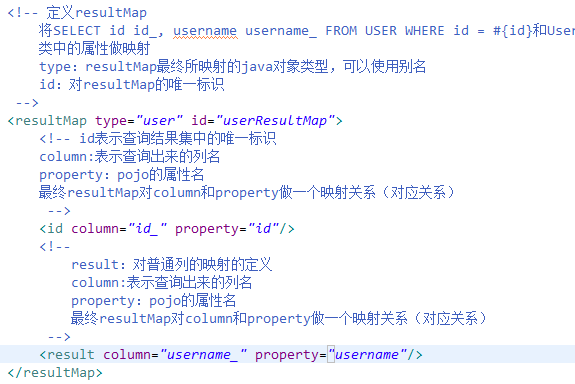 <!-- 定义resultMap
将SELECT id id_, username username_ FROM USER WHERE id = #{id}和User
类中的属性做映射
type：resultMap最终所映射的java对象类型，可以使用别名
id：对resultMap的唯一标识
-->
<resultMap type="user" id="userResultMap">
<!-- id表示查询结果集中的唯一标识
column:表示查询出来的列名
property：pojo的属性名
最终resultMap对column和property做一个映射关系（对应关系）
-->
<id column="id_" property="id"/>
<!--
result：对普通列的映射的定义
column:表示查询出来的列名
property：pojo的属性名
最终resultMap对column和property做一个映射关系（对应关系）
-->
<result column="username_" property="username"/>
</resultMap>